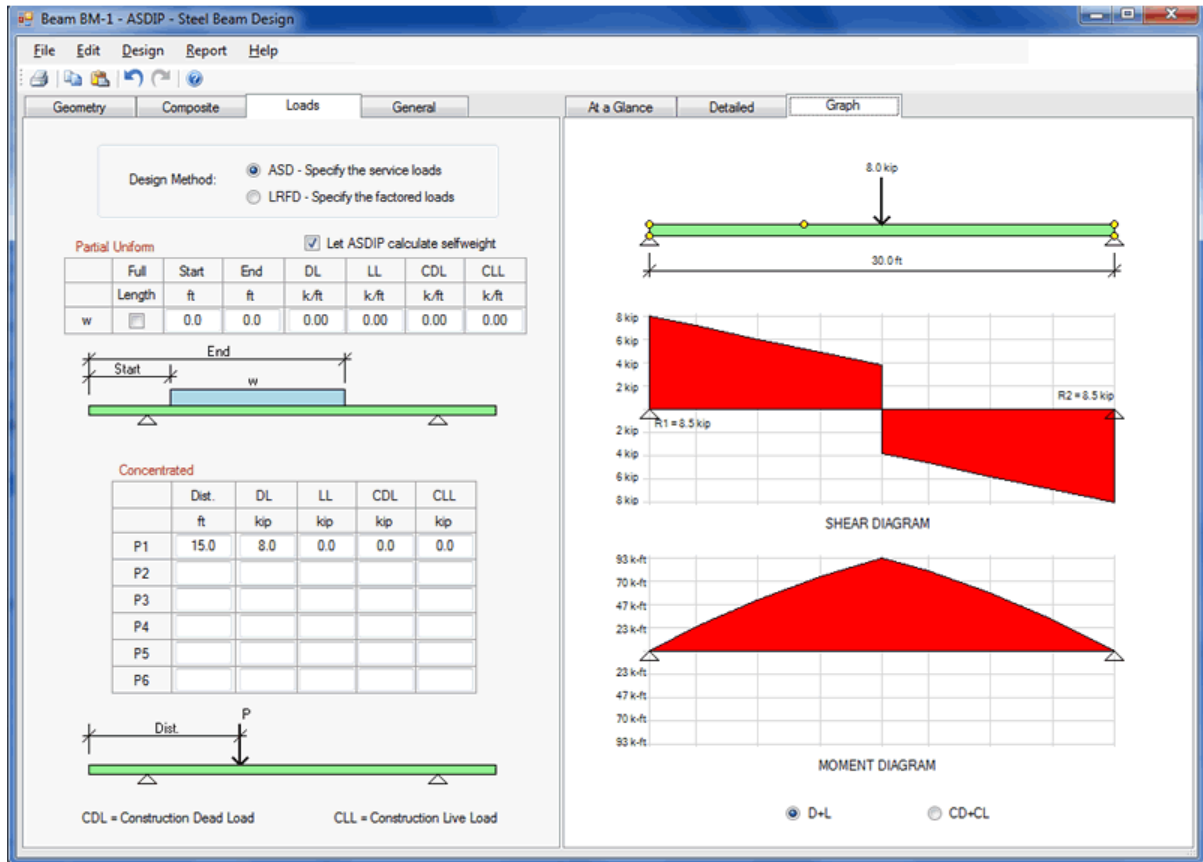 Beam BM-1 - ASDIP - Steel Beam Design
File Edit Design Report Help
Geometry Composite Loads General
At a Glance Detailed Graph
Design Method:
ASD - Specify the service loads
LRFD - Specify the factored loads
Partial Uniform
Let ASDIP calculate selfweight
Full Start End DL LL CDL CLL
Length ft ft k/ft k/ft k/ft k/ft
w 0.0 0.0 0.00 0.00 0.00 0.00
End
Start
w
Concentrated
Dist. DL LL CDL CLL
ft kip kip kip kip
P1 15.0 8.0 0.0 0.0 0.0
P2
P3
P4
P5
P6
P
Dist.
CDL = Construction Dead Load CLL = Construction Live Load
8.0 kip
30.0 ft
8 kip
6 kip
4 kip
2 kip
R2 = 8.5 kip
R1 = 8.5 kip
2 kip
4 kip
6 kip
8 kip
SHEAR DIAGRAM
93 k-ft
70 k-ft
47 k-ft
23 k-ft
23 k-ft
47 k-ft
70 k-ft
93 k-ft
MOMENT DIAGRAM
D+L CD+CL